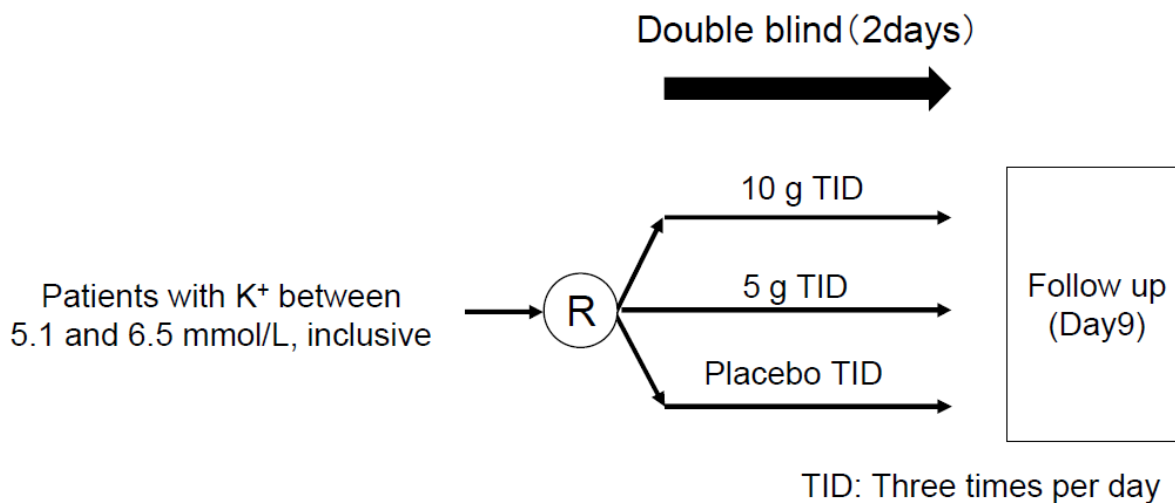 Double blind（2days）
10 g TID
Patients with K⁺ between
5.1 and 6.5 mmol/L, inclusive
R
5 g TID
Follow up
(Day9)
Placebo TID
TID: Three times per day